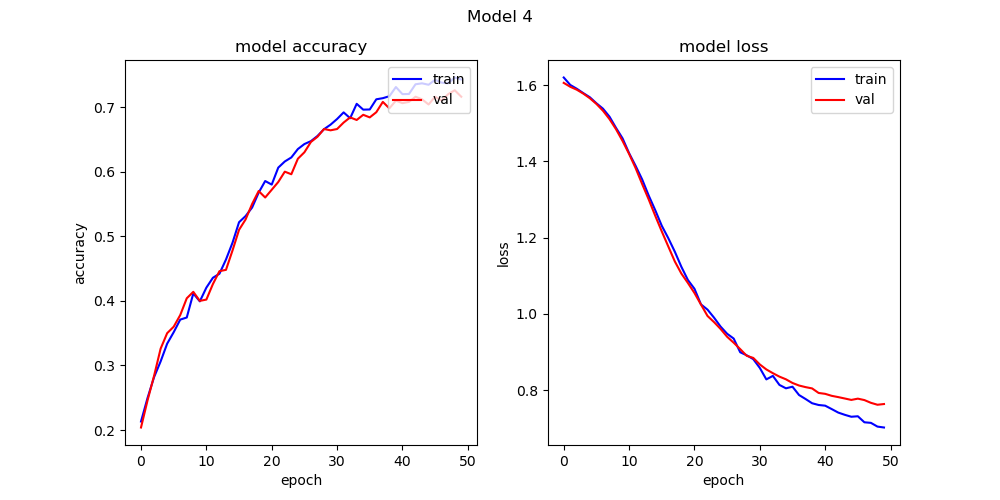 Model 4
model accuracy
train
val
accuracy
0.7
0.6
0.5
0.4
0.3
0.2
0 10 20 30 40 50
epoch
model loss
train
val
loss
1.6
1.4
1.2
1.0
0.8
0 10 20 30 40 50
epoch